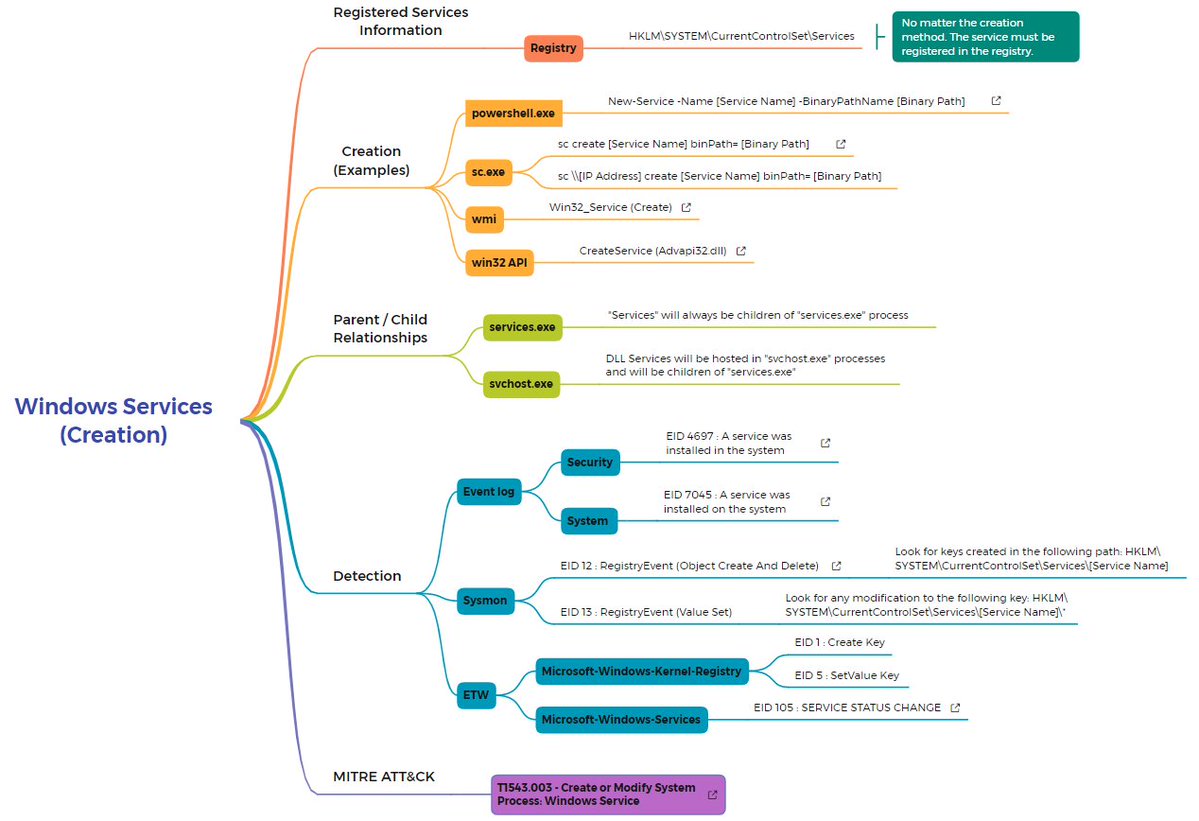 Registered Services
Information
Registry
HKLM\SYSTEM\CurrentControlSet\Services
No matter the creation
method. The service must be
registered in the registry.
Creation
(Examples)
powershell.exe
New-Service -Name [Service Name] -BinaryPathName [Binary Path]
sc.exe
sc create [Service Name] binPath= [Binary Path]
sc \\[IP Address] create [Service Name] binPath= [Binary Path]
wmi
Win32_Service (Create)
win32 API
CreateService (Advapi32.dll)
Parent / Child
Relationships
services.exe
"Services" will always be children of "services.exe" process
svchost.exe
DLL Services will be hosted in "svchost.exe" processes
and will be children of "services.exe"
Windows Services
(Creation)
Detection
Event log
Security
EID 4697 : A service was
installed in the system
System
EID 7045 : A service was
installed on the system
Sysmon
EID 12 : RegistryEvent (Object Create And Delete)
Look for keys created in the following path: HKLM\
SYSTEM\CurrentControlSet\Services\[Service Name]
EID 13 : RegistryEvent (Value Set)
Look for any modification to the following key: HKLM\
SYSTEM\CurrentControlSet\Services\[Service Name]\*
ETW
Microsoft-Windows-Kernel-Registry
EID 1 : Create Key
EID 5 : SetValue Key
Microsoft-Windows-Services
EID 105 : SERVICE STATUS CHANGE
MITRE ATT&CK
T1543.003 - Create or Modify System
Process: Windows Service